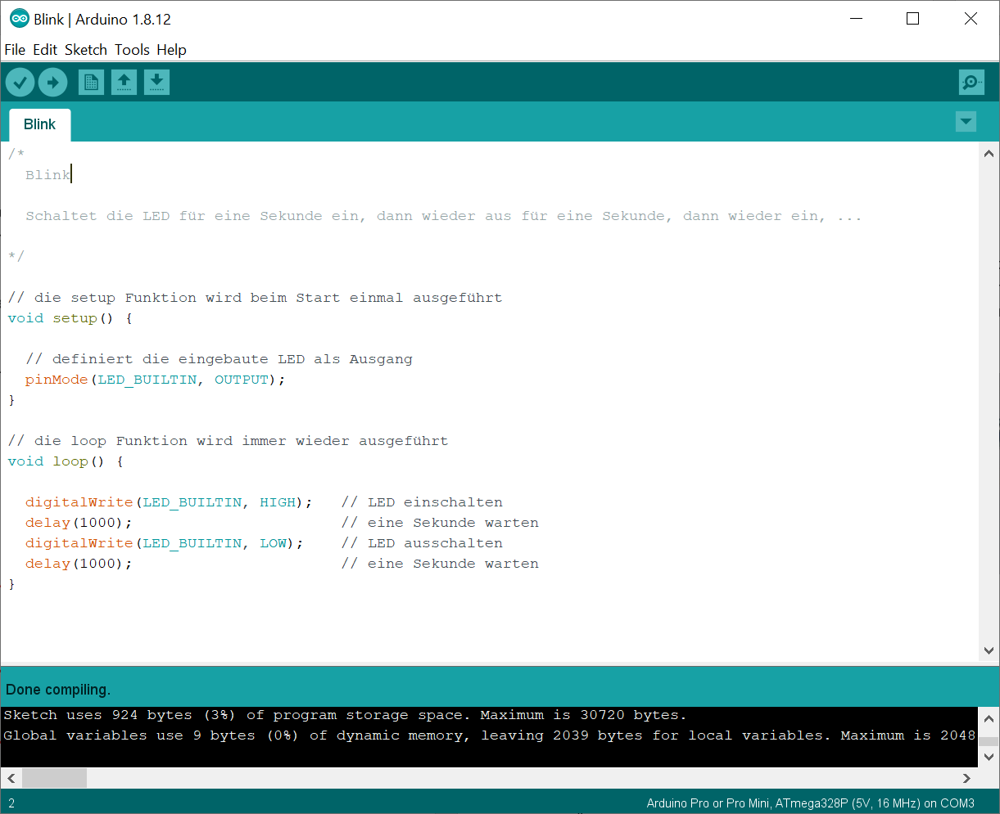 Blink | Arduino 1.8.12
File Edit Sketch Tools Help
Blink
/*
  Blink

  Schaltet die LED für eine Sekunde ein, dann wieder aus für eine Sekunde, dann wieder ein, ...

*/

// die setup Funktion wird beim Start einmal ausgeführt
void setup() {

  // definiert die eingebaute LED als Ausgang
  pinMode(LED_BUILTIN, OUTPUT);
}

// die loop Funktion wird immer wieder ausgeführt
void loop() {

  digitalWrite(LED_BUILTIN, HIGH);   // LED einschalten
  delay(1000);                       // eine Sekunde warten
  digitalWrite(LED_BUILTIN, LOW);    // LED ausschalten
  delay(1000);                       // eine Sekunde warten
}
Done compiling.
Sketch uses 924 bytes (3%) of program storage space. Maximum is 30720 bytes.
Global variables use 9 bytes (0%) of dynamic memory, leaving 2039 bytes for local variables. Maximum is 2048
2
Arduino Pro or Pro Mini, ATmega328P (5V, 16 MHz) on COM3